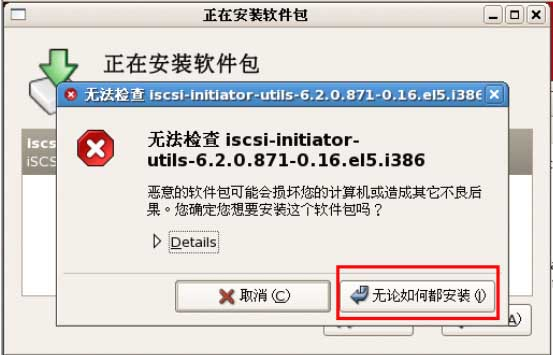 正在安装软件包
正在安装软件包
无法检查 iscsi-initiator-utils-6.2.0.871-0.16.el5.i386
iscs
iSCS
无法检查 iscsi-initiator-
utils-6.2.0.871-0.16.el5.i386
恶意的软件包可能会损坏您的计算机或造成其它不良后
果。您确定您想要安装这个软件包吗？
Details
取消 (C)
无论如何都安装 (I)
A)